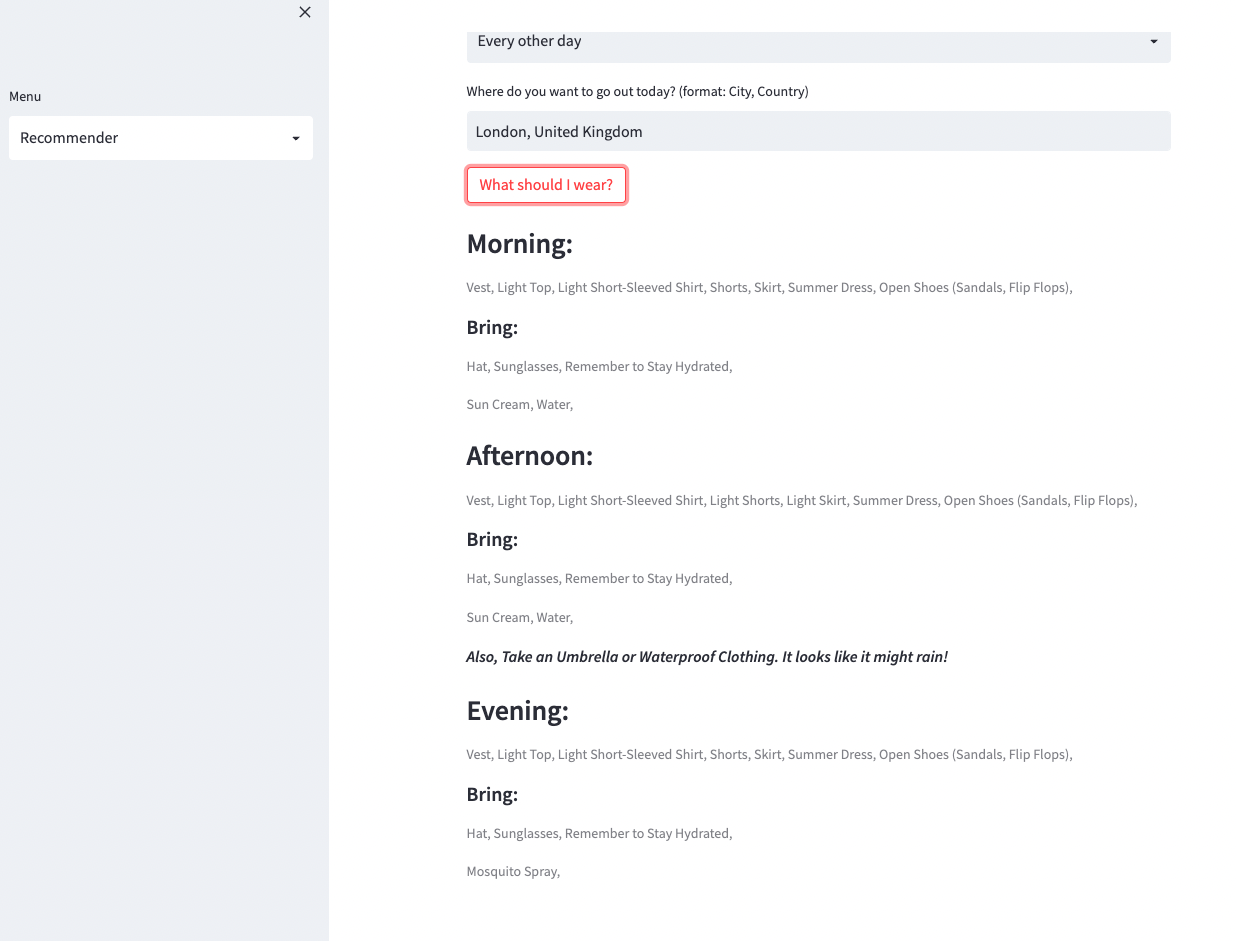 Menu
Recommender
Every other day
Where do you want to go out today? (format: City, Country)
London, United Kingdom
What should I wear?
Morning:
Vest, Light Top, Light Short-Sleeved Shirt, Shorts, Skirt, Summer Dress, Open Shoes (Sandals, Flip Flops),
Bring:
Hat, Sunglasses, Remember to Stay Hydrated,
Sun Cream, Water,
Afternoon:
Vest, Light Top, Light Short-Sleeved Shirt, Light Shorts, Light Skirt, Summer Dress, Open Shoes (Sandals, Flip Flops),
Bring:
Hat, Sunglasses, Remember to Stay Hydrated,
Sun Cream, Water,
Also, Take an Umbrella or Waterproof Clothing. It looks like it might rain!
Evening:
Vest, Light Top, Light Short-Sleeved Shirt, Shorts, Skirt, Summer Dress, Open Shoes (Sandals, Flip Flops),
Bring:
Hat, Sunglasses, Remember to Stay Hydrated,
Mosquito Spray,